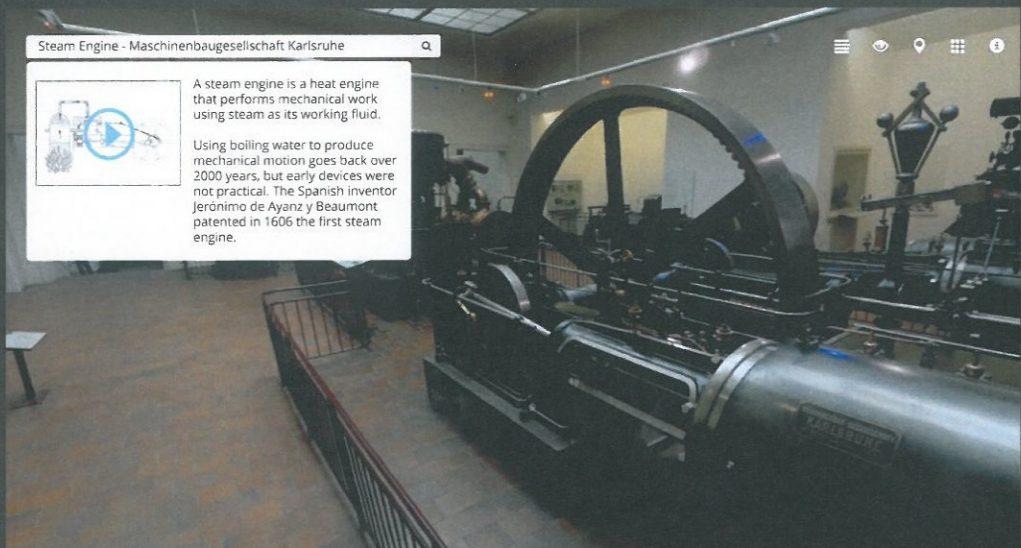 Steam Engine - Maschinenbaugesellschaft Karlsruhe
A steam engine is a heat engine
that performs mechanical work
using steam as its working fluid.
Using boiling water to produce
mechanical motion goes back over
2000 years, but early devices were
not practical. The Spanish inventor
Jerónimo de Ayanz y Beaumont
patented in 1606 the first steam
engine.
KARLSRUHE